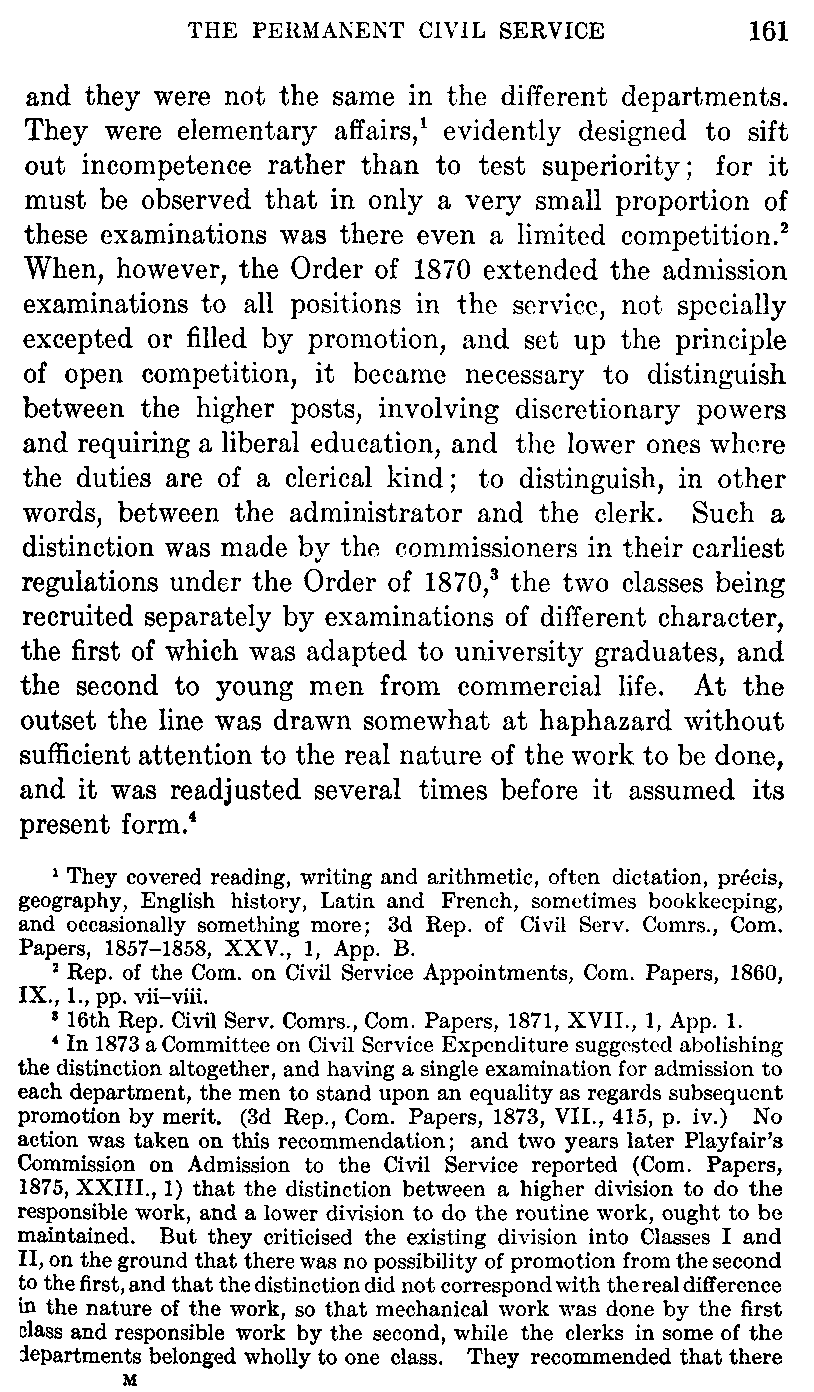 THE PERMANENT CIVIL SERVICE 161
and they were not the same in the different departments.
They were elementary affairs,¹ evidently designed to sift
out incompetence rather than to test superiority; for it
must be observed that in only a very small proportion of
these examinations was there even a limited competition.²
When, however, the Order of 1870 extended the admission
examinations to all positions in the service, not specially
excepted or filled by promotion, and set up the principle
of open competition, it became necessary to distinguish
between the higher posts, involving discretionary powers
and requiring a liberal education, and the lower ones where
the duties are of a clerical kind; to distinguish, in other
words, between the administrator and the clerk. Such a
distinction was made by the commissioners in their earliest
regulations under the Order of 1870,³ the two classes being
recruited separately by examinations of different character,
the first of which was adapted to university graduates, and
the second to young men from commercial life. At the
outset the line was drawn somewhat at haphazard without
sufficient attention to the real nature of the work to be done,
and it was readjusted several times before it assumed its
present form.⁴
¹ They covered reading, writing and arithmetic, often dictation, précis,
geography, English history, Latin and French, sometimes bookkeeping,
and occasionally something more; 3d Rep. of Civil Serv. Comrs., Com.
Papers, 1857–1858, XXV., 1, App. B.
² Rep. of the Com. on Civil Service Appointments, Com. Papers, 1860,
IX., 1., pp. vii–viii.
³ 16th Rep. Civil Serv. Comrs., Com. Papers, 1871, XVII., 1, App. 1.
⁴ In 1873 a Committee on Civil Service Expenditure suggested abolishing
the distinction altogether, and having a single examination for admission to
each department, the men to stand upon an equality as regards subsequent
promotion by merit. (3d Rep., Com. Papers, 1873, VII., 415, p. iv.) No
action was taken on this recommendation; and two years later Playfair's
Commission on Admission to the Civil Service reported (Com. Papers,
1875, XXIII., 1) that the distinction between a higher division to do the
responsible work, and a lower division to do the routine work, ought to be
maintained. But they criticised the existing division into Classes I and
II, on the ground that there was no possibility of promotion from the second
to the first, and that the distinction did not correspond with the real difference
in the nature of the work, so that mechanical work was done by the first
class and responsible work by the second, while the clerks in some of the
departments belonged wholly to one class. They recommended that there
M